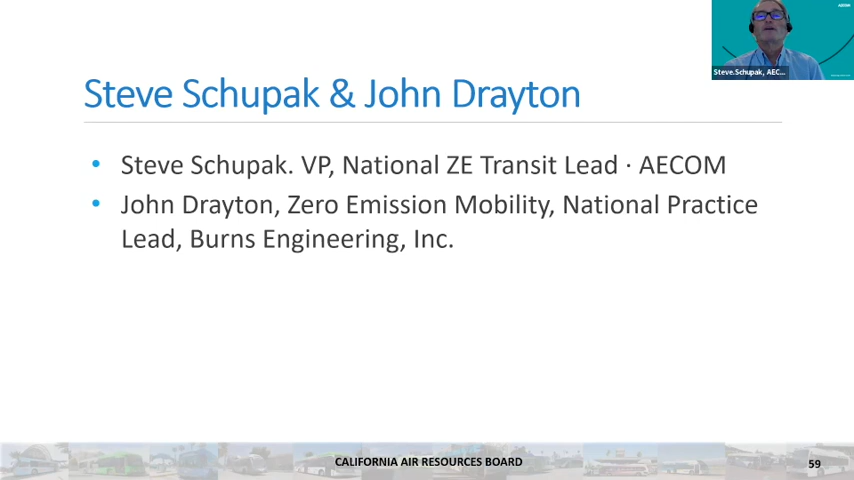 AECOM
Steve.Schupak, AEC...
Steve Schupak & John Drayton
• Steve Schupak. VP, National ZE Transit Lead · AECOM
• John Drayton, Zero Emission Mobility, National Practice
Lead, Burns Engineering, Inc.
CALIFORNIA AIR RESOURCES BOARD
59